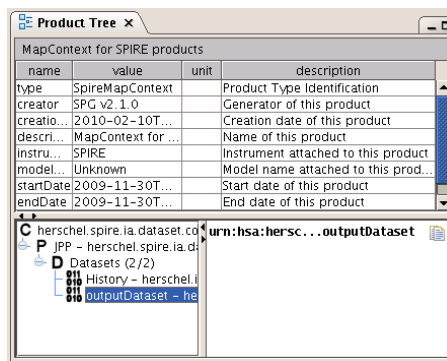 Product Tree
MapContext for SPIRE products
name value unit description
type SpireMapContext Product Type Identification
creator SPG v2.1.0 Generator of this product
creatio... 2010-02-10T... Creation date of this product
descri... MapContext for ... Name of this product
instru... SPIRE Instrument attached to this product
model... Unknown Model name attached to this prod...
startDate 2009-11-30T... Start date of this product
endDate 2009-11-30T... End date of this product
C herschel.spire.ia.dataset.co
P JPP - herschel.spire.ia.d
D Datasets (2/2)
011 010 History - herschel.i
011 010 outputDataset - he
urn:hsa:hersc...outputDataset